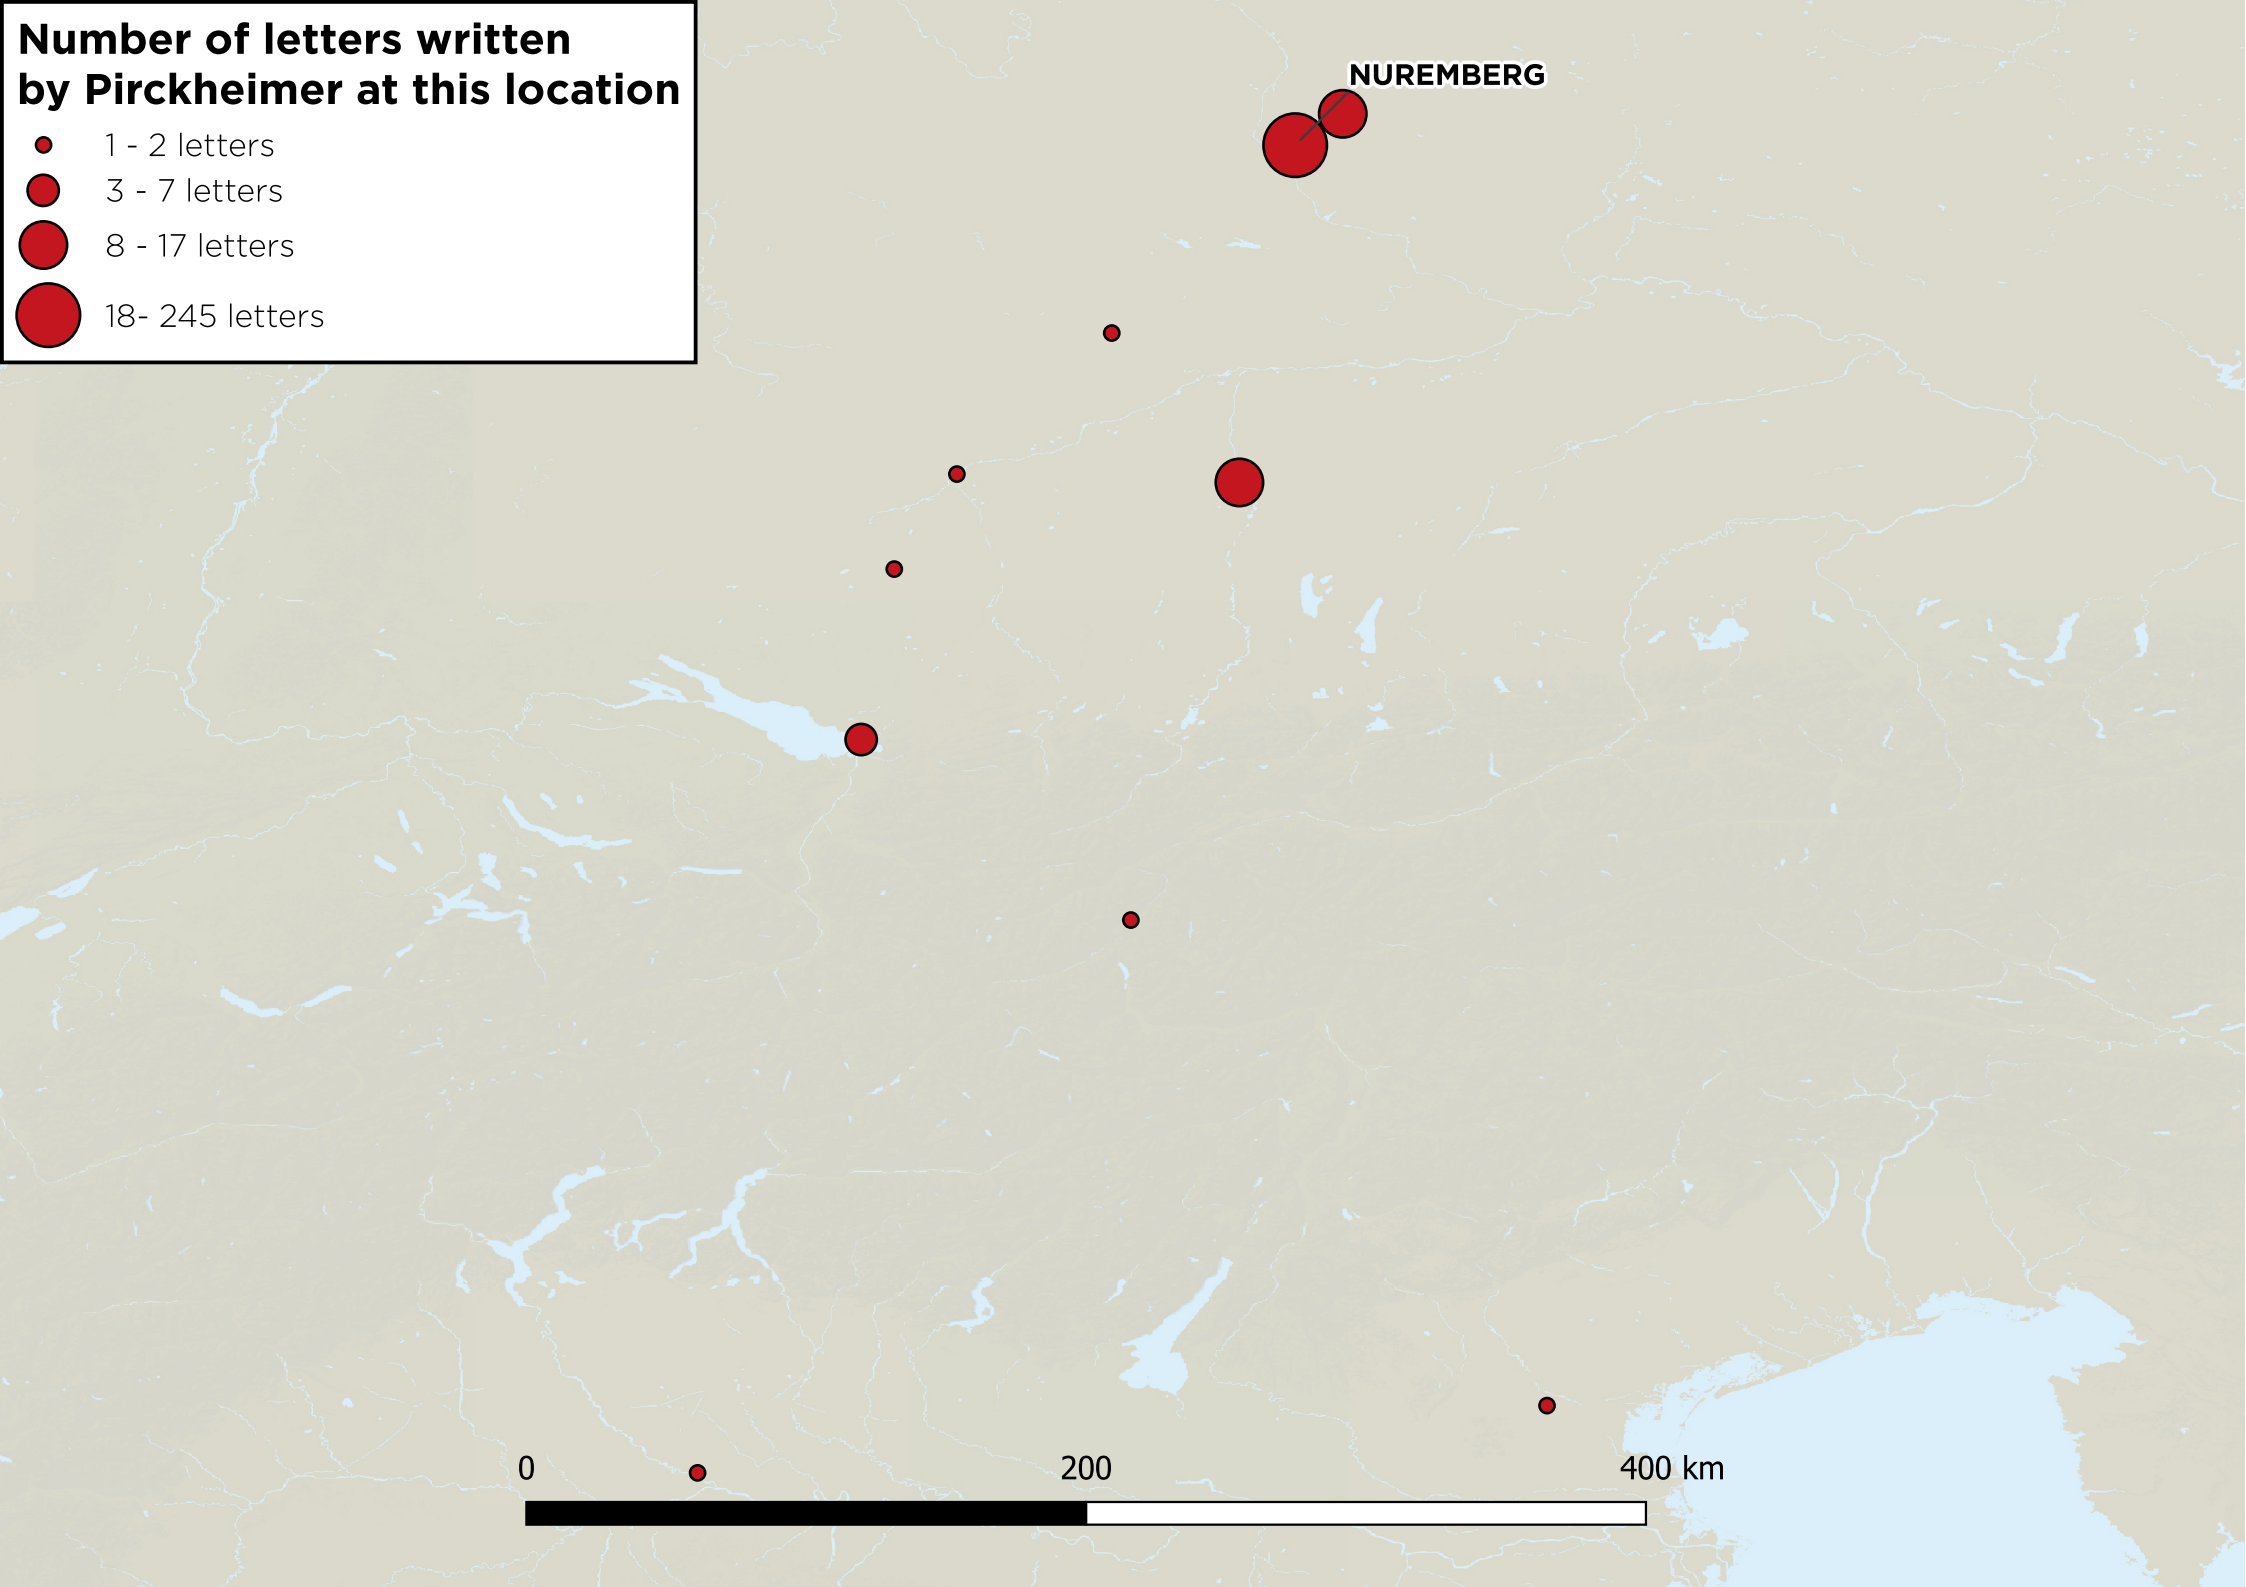 Number of letters written
by Pirckheimer at this location
1 - 2 letters
3 - 7 letters
8 - 17 letters
18- 245 letters
NUREMBERG
0 200 400 km